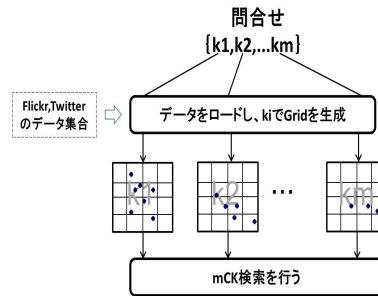 問合せ
{k1,k2,...km}
Flickr,Twitter
のデータ集合
データをロードし、kiでGridを生成
k1
k2
...
km
mCK検索を行う